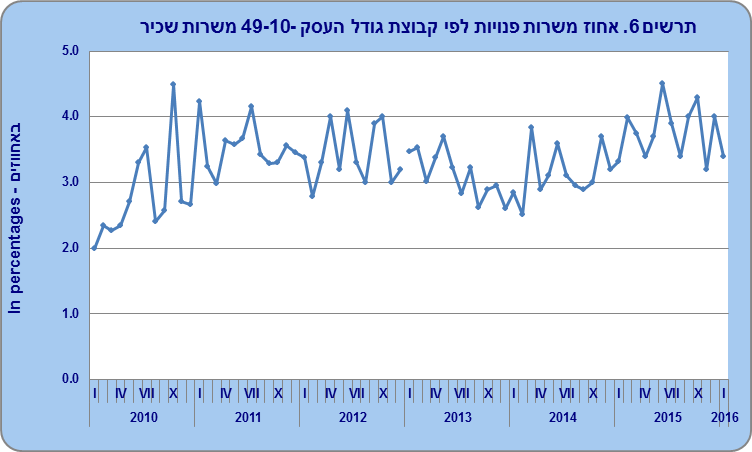 תרשים 6. אחוז משרות פנויות לפי קבוצת גודל העסק -49-10 משרות שכיר
באחוזים - In percentages
5.0
4.0
3.0
2.0
1.0
0.0
I IV VII X I IV VII X I IV VII X I IV VII X I IV VII X I IV VII X I
2010 2011 2012 2013 2014 2015 2016